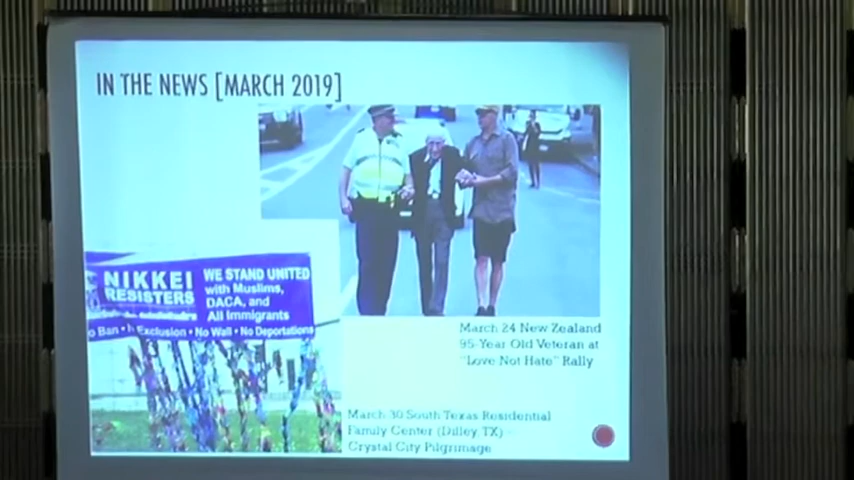 IN THE NEWS [MARCH 2019]
NIKKEI
RESISTERS
WE STAND UNITED
with Muslims,
DACA, and
All Immigrants
Ban • Exclusion • No Wall • No Deportations
March 24 New Zealand
95-Year Old Veteran at
"Love Not Hate" Rally
March 30 South Texas Residential
Family Center (Dilley TX) –
Crystal City Pilgrimage